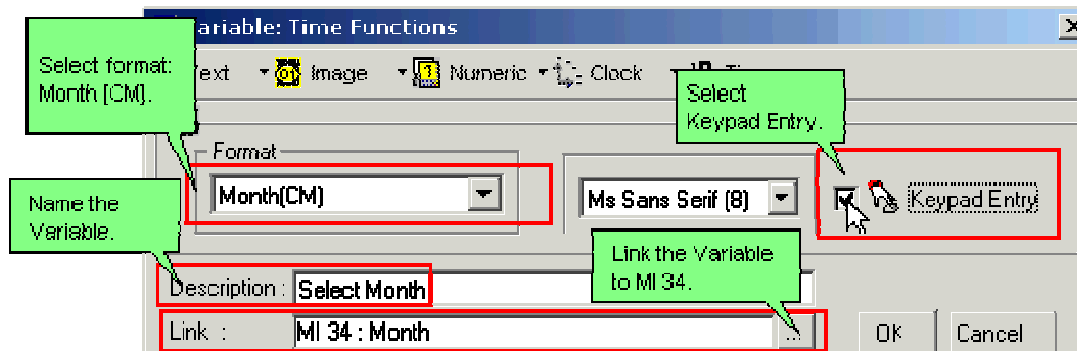 ariable: Time Functions
Select format:
Month [CM].
ext Image Numeric Clock
Select
Keypad Entry.
Format
Month(CM)
Ms Sans Serif (8)
Keypad Entry
Name the
Variable.
Link the Variable
to MI 34.
Description : Select Month
Link : MI 34 : Month ...
OK Cancel